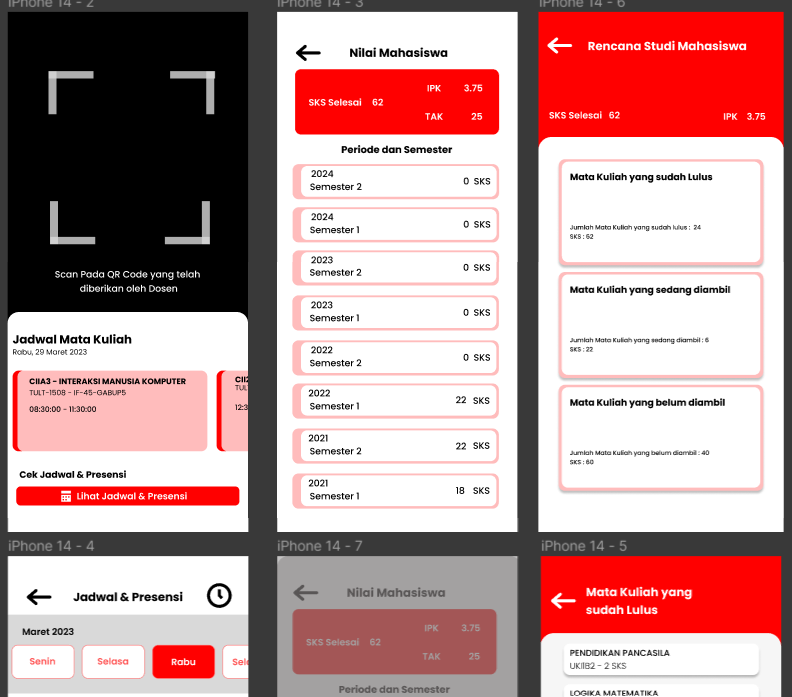 iPhone 14 - 2
Scan Pada QR Code yang telah
diberikan oleh Dosen
Jadwal Mata Kuliah
Rabu, 29 Maret 2023
CIIA3 - INTERAKSI MANUSIA KOMPUTER
TULT-1508 - IF-45-GABUP5
08:30:00 - 11:30:00
Cek Jadwal & Presensi
Lihat Jadwal & Presensi
iPhone 14 - 3
Nilai Mahasiswa
IPK 3.75
SKS Selesai 62
TAK 25
Periode dan Semester
2024
Semester 2
0 SKS
2024
Semester 1
0 SKS
2023
Semester 2
0 SKS
2023
Semester 1
0 SKS
2022
Semester 2
0 SKS
2022
Semester 1
22 SKS
2021
Semester 2
22 SKS
2021
Semester 1
18 SKS
iPhone 14 - 6
Rencana Studi Mahasiswa
SKS Selesai 62
IPK 3.75
Mata Kuliah yang sudah Lulus
Jumlah Mata Kuliah yang sudah lulus : 24
SKS : 62
Mata Kuliah yang sedang diambil
Jumlah Mata Kuliah yang sedang diambil : 6
SKS : 22
Mata Kuliah yang belum diambil
Jumlah Mata Kuliah yang belum diambil : 40
SKS : 60
iPhone 14 - 4
Jadwal & Presensi
Maret 2023
Senin
Selasa
Rabu
iPhone 14 - 7
Nilai Mahasiswa
IPK 3.75
SKS Selesai 62
TAK 25
Periode dan Semester
iPhone 14 - 5
Mata Kuliah yang
sudah Lulus
PENDIDIKAN PANCASILA
UKI1B2 - 2 SKS
LOGIKA MATEMATIKA